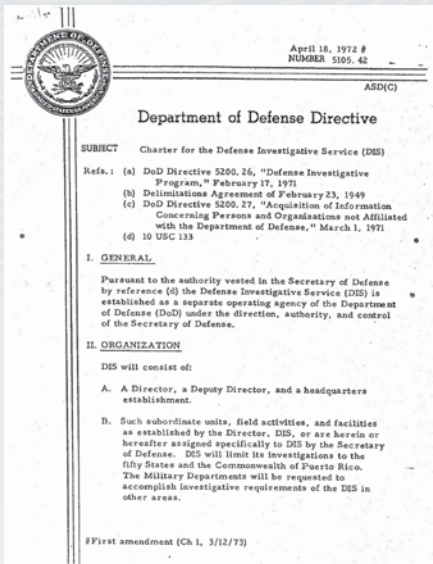 DEPARTMENT OF DEFENSE
UNITED STATES OF AMERICA
April 18, 1972 #
NUMBER 5105.42
ASD(C)
Department of Defense Directive
SUBJECT Charter for the Defense Investigative Service (DIS)
Refs.: (a) DoD Directive 5200.26, "Defense Investigative
Program," February 17, 1971
(b) Delimitations Agreement of February 23, 1949
(c) DoD Directive 5200.27, "Acquisition of Information
Concerning Persons and Organizations not Affiliated
with the Department of Defense," March 1, 1971
(d) 10 USC 133
I. GENERAL
Pursuant to the authority vested in the Secretary of Defense
by reference (d) the Defense Investigative Service (DIS) is
established as a separate operating agency of the Department
of Defense (DoD) under the direction, authority, and control
of the Secretary of Defense.
II. ORGANIZATION
DIS will consist of:
A. A Director, a Deputy Director, and a headquarters
establishment.
B. Such subordinate units, field activities, and facilities
as established by the Director, DIS, or are herein or
hereafter assigned specifically to DIS by the Secretary
of Defense. DIS will limit its investigations to the
fifty States and the Commonwealth of Puerto Rico.
The Military Departments will be requested to
accomplish investigative requirements of the DIS in
other areas.
#First amendment (Ch 1, 3/12/73)